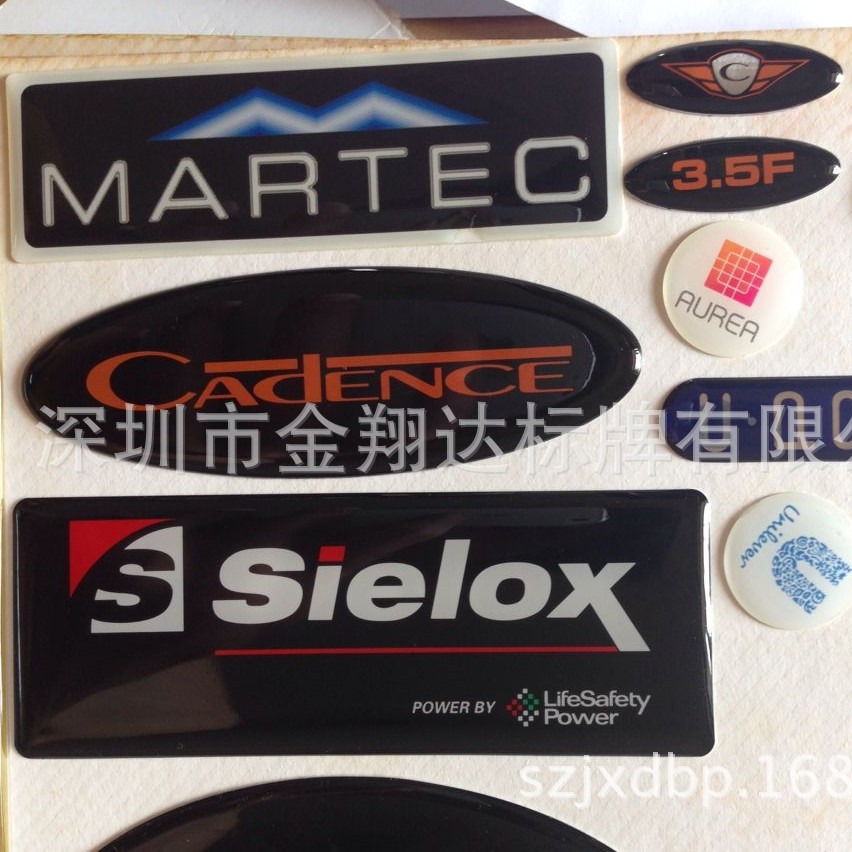 MARTEC
C
3.5F
AUREA
CADENCE
深圳市金翔达标牌有限公
Sielox
S
Unilever
POWER BY LifeSafety
Power
szjxdbp.168